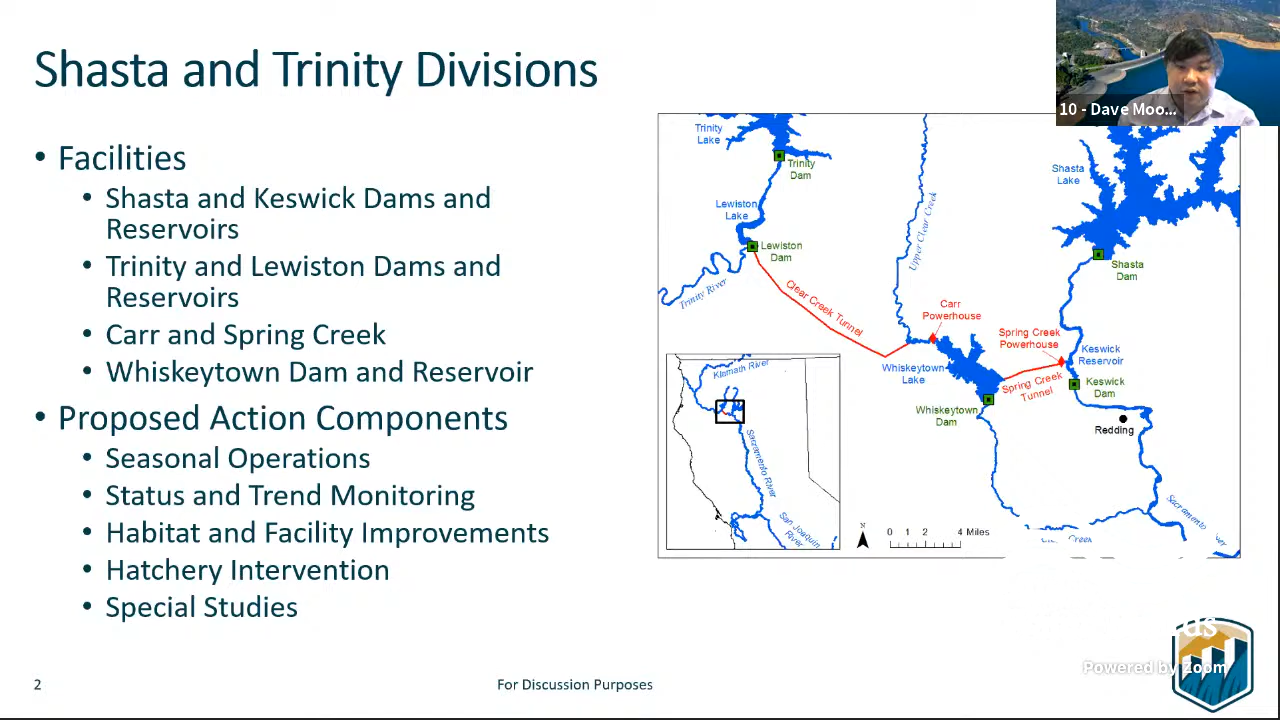 Shasta and Trinity Divisions
10 - Dave Moo...
• Facilities
• Shasta and Keswick Dams and
Reservoirs
• Trinity and Lewiston Dams and
Reservoirs
• Carr and Spring Creek
• Whiskeytown Dam and Reservoir
• Proposed Action Components
• Seasonal Operations
• Status and Trend Monitoring
• Habitat and Facility Improvements
• Hatchery Intervention
• Special Studies
Trinity
Lake
Trinity
Dam
Lewiston
Lake
Lewiston
Dam
Trinity River
Clear Creek Tunnel
Upper Clear Creek
Carr
Powerhouse
Whiskeytown
Lake
Whiskeytown
Dam
Spring Creek
Powerhouse
Spring Creek
Tunnel
Shasta
Lake
Shasta
Dam
Keswick
Reservoir
Keswick
Dam
Redding
Sacramento
Creek
Klamath River
Sacramento River
San Joaquin
River
N
0 1 2 4 Miles
2
For Discussion Purposes
Powered by Zoom